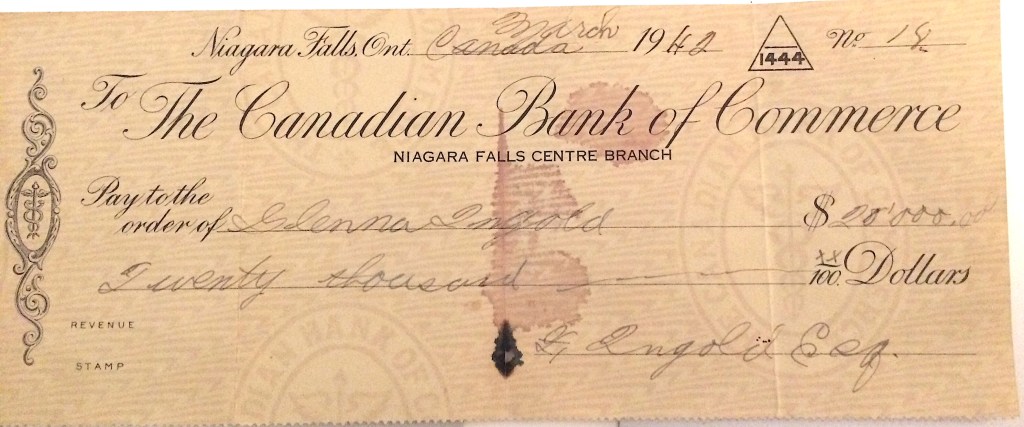 March
Niagara Falls, Ont. Canada 1942 1444 No. 18
To The Canadian Bank of Commerce
NIAGARA FALLS CENTRE BRANCH
Pay to the
order of Glenna Ingold $ 20'000.00
Twenty thousand xx/100 Dollars
REVENUE
Ingold Esq.
STAMP